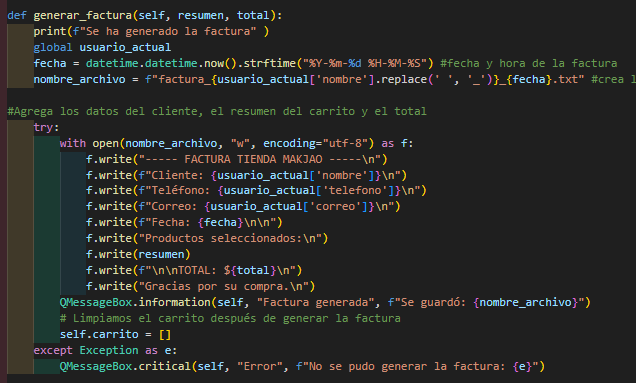 def generar_factura(self, resumen, total):
    print(f"Se ha generado la factura" )
    global usuario_actual
    fecha = datetime.datetime.now().strftime("%Y-%m-%d %H-%M-%S") #fecha y hora de la factura
    nombre_archivo = f"factura_{usuario_actual['nombre'].replace(' ', '_')}_{fecha}.txt" #crea l
#Agrega los datos del cliente, el resumen del carrito y el total
    try:
        with open(nombre_archivo, "w", encoding="utf-8") as f:
            f.write("----- FACTURA TIENDA MAKJAO -----\n")
            f.write(f"Cliente: {usuario_actual['nombre']}\n")
            f.write(f"Teléfono: {usuario_actual['telefono']}\n")
            f.write(f"Correo: {usuario_actual['correo']}\n")
            f.write(f"Fecha: {fecha}\n\n")
            f.write("Productos seleccionados:\n")
            f.write(resumen)
            f.write(f"\n\nTOTAL: ${total}\n")
            f.write("Gracias por su compra.\n")
        QMessageBox.information(self, "Factura generada", f"Se guardó: {nombre_archivo}")
        # Limpiamos el carrito después de generar la factura
        self.carrito = []
    except Exception as e:
        QMessageBox.critical(self, "Error", f"No se pudo generar la factura: {e}")